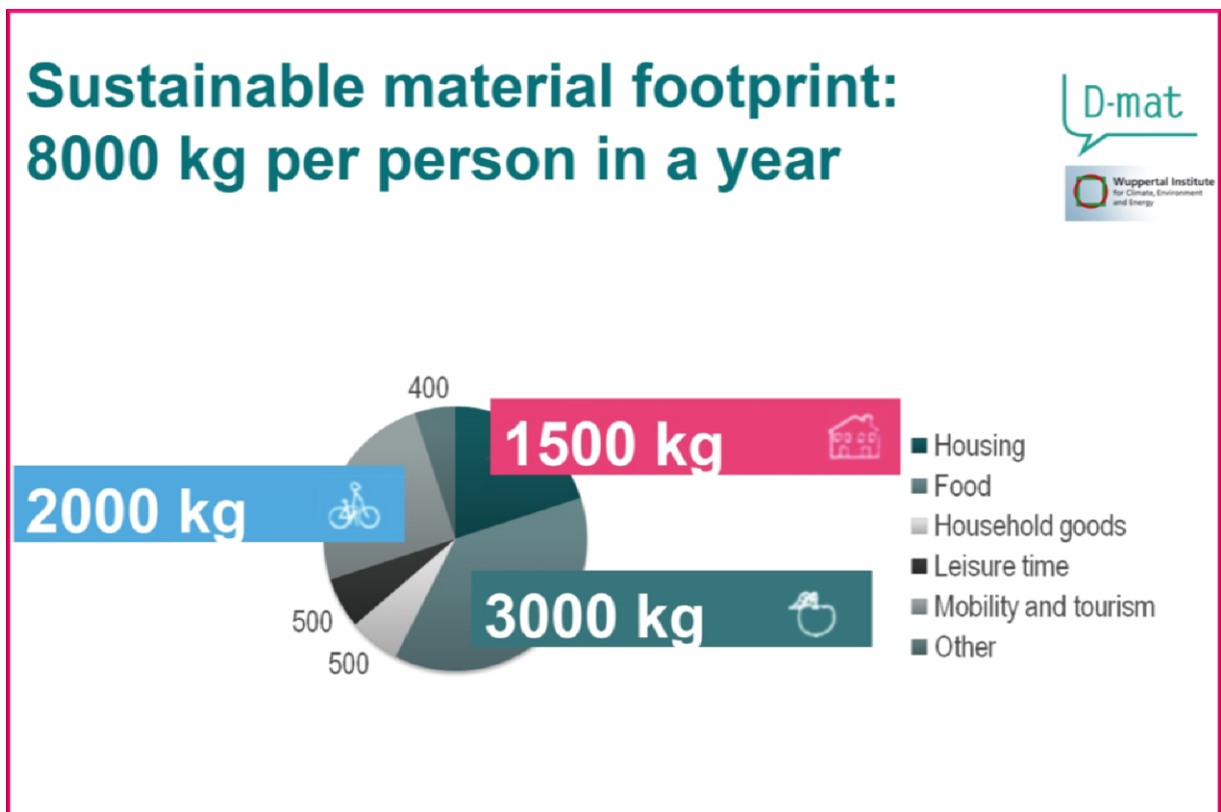 Sustainable material footprint:
8000 kg per person in a year
D-mat
Wuppertal Institute
for Climate, Environment
and Energy
400
1500 kg
2000 kg
3000 kg
500
500
Housing
Food
Household goods
Leisure time
Mobility and tourism
Other